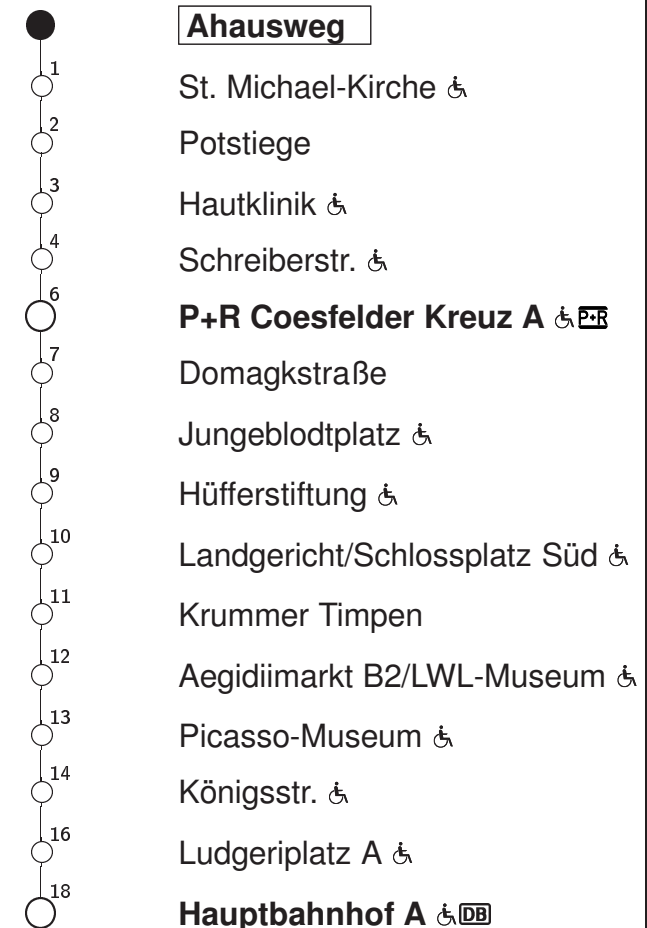 Ahausweg
1 St. Michael-Kirche
2 Potstiege
3 Hautklinik
4 Schreiberstr.
6 P+R Coesfelder Kreuz A P+R
7 Domagkstraße
8 Jungeblodtplatz
9 Hüfferstiftung
10 Landgericht/Schlossplatz Süd
11 Krummer Timpen
12 Aegidiimarkt B2/LWL-Museum
13 Picasso-Museum
14 Königsstr.
16 Ludgeriplatz A
18 Hauptbahnhof A DB